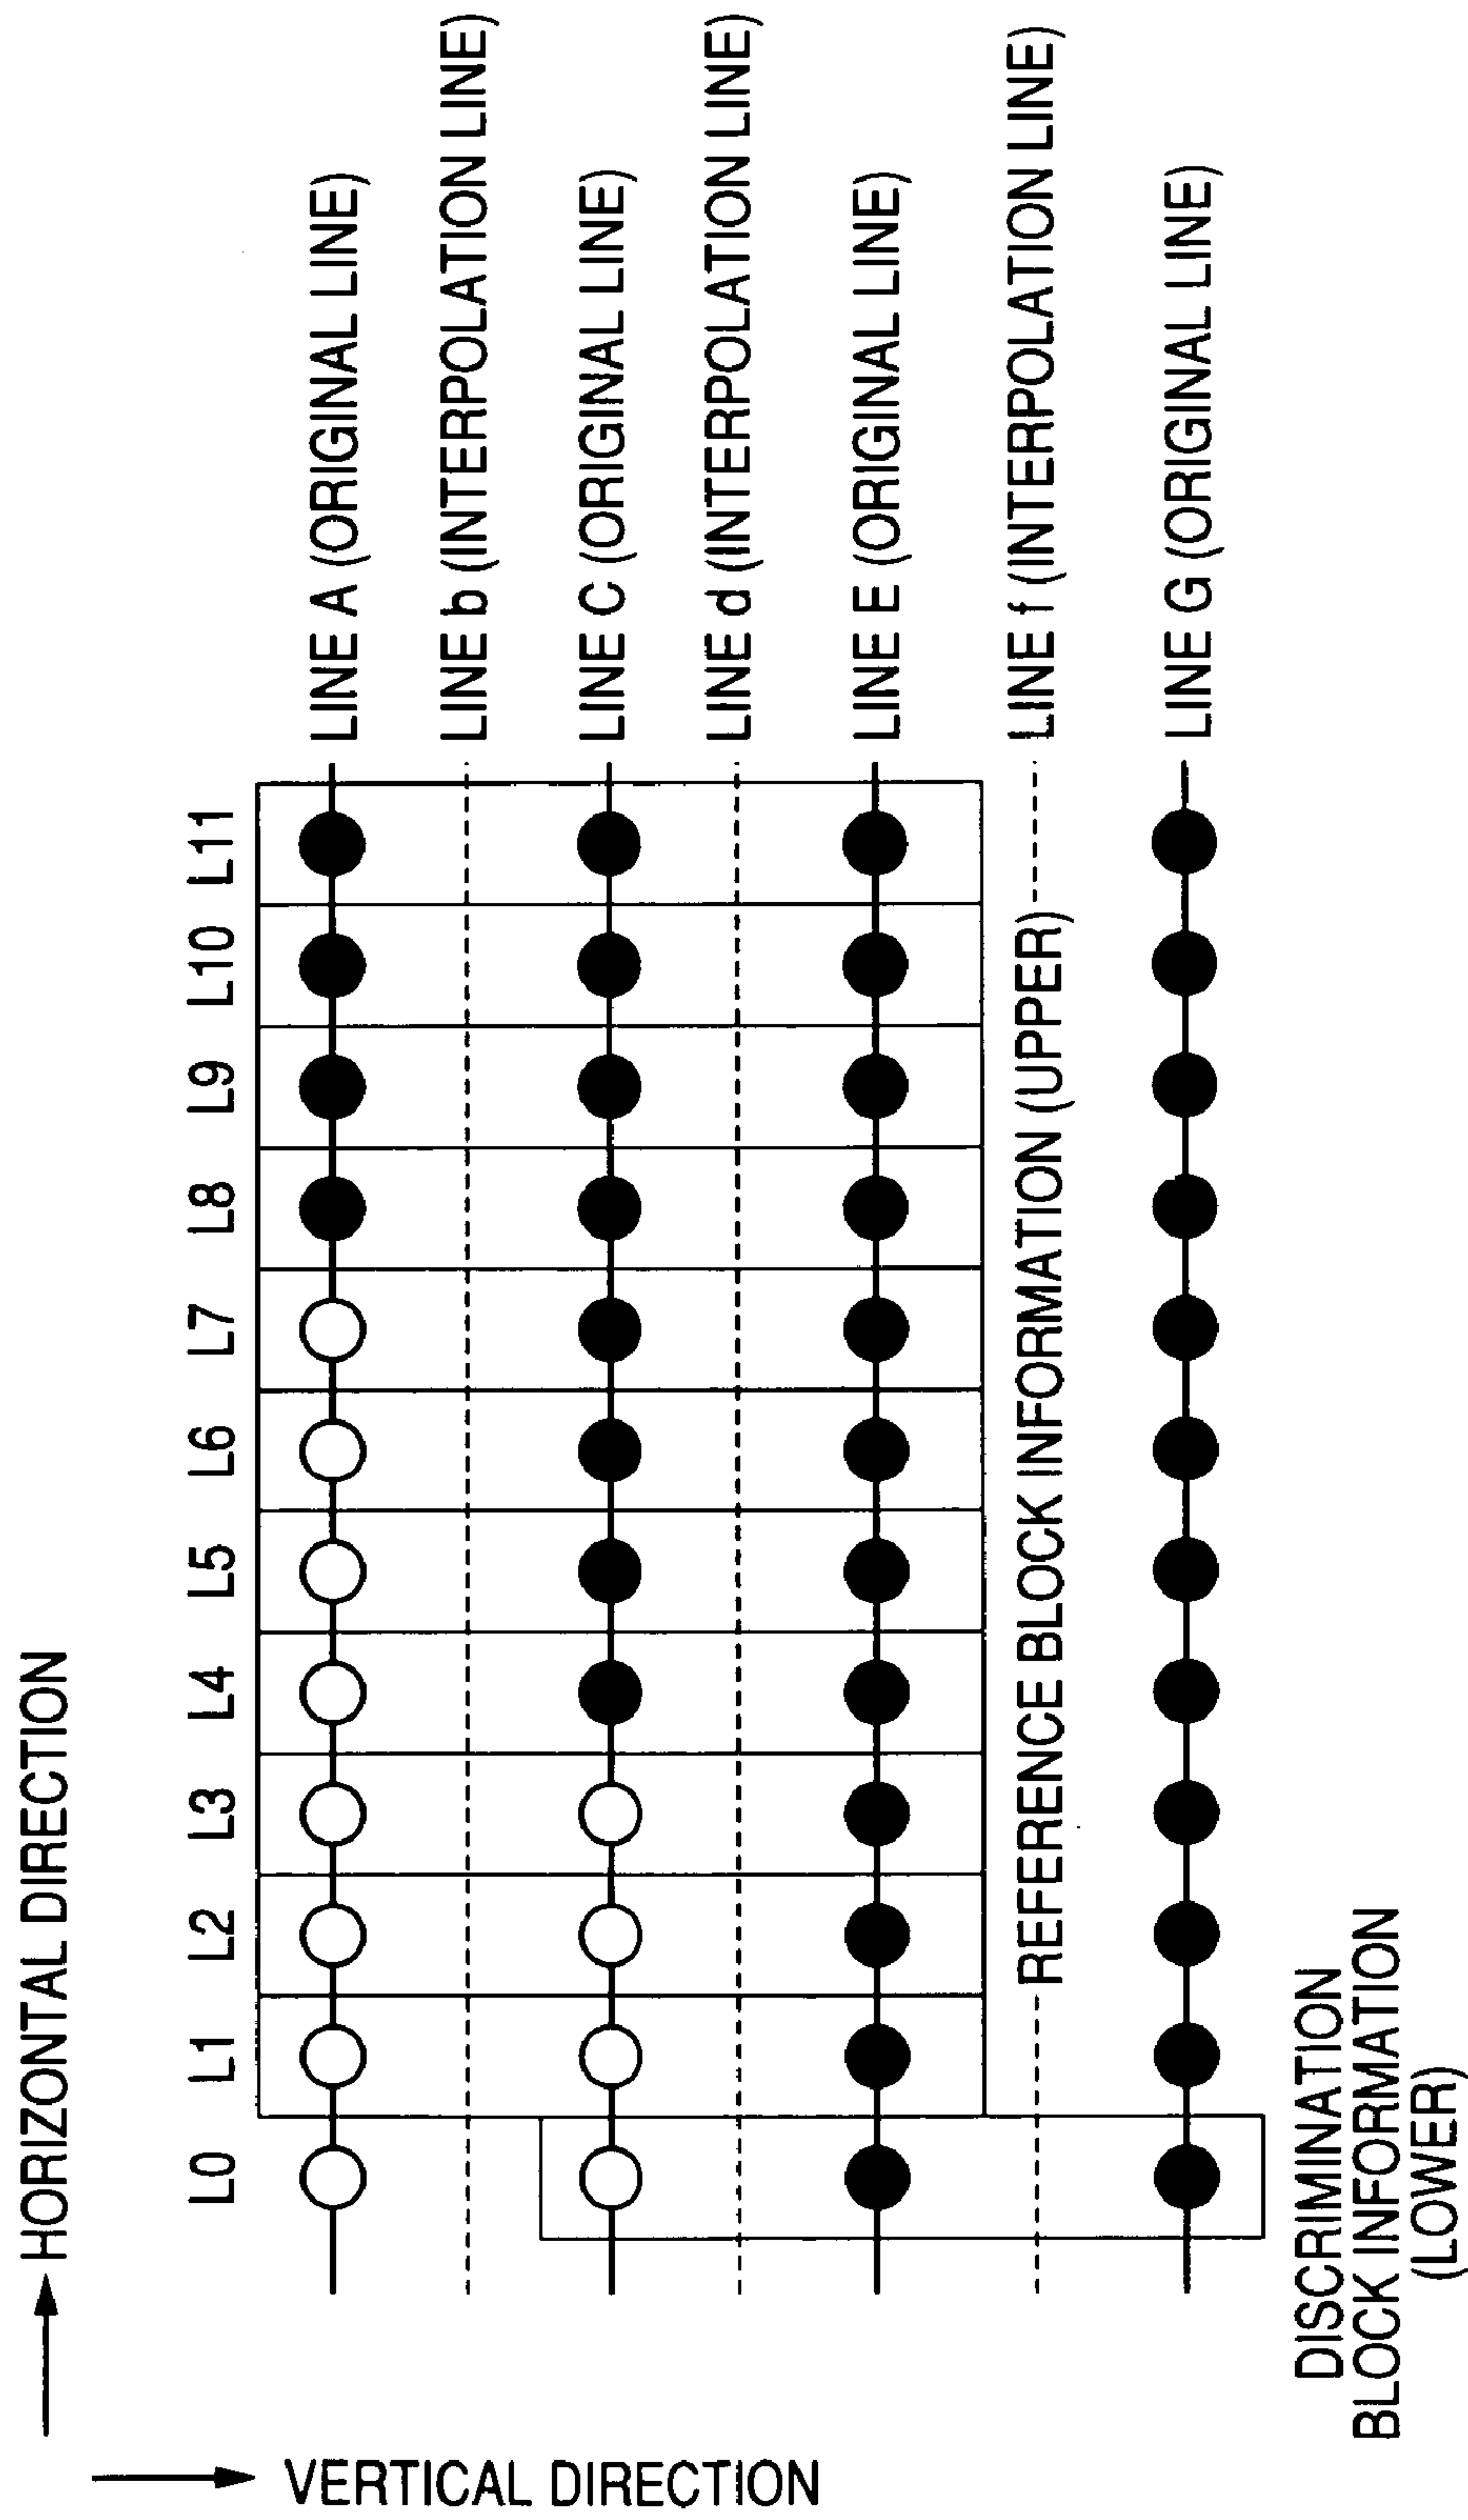 HORIZONTAL DIRECTION
VERTICAL DIRECTION
L0 L1 L2 L3 L4 L5 L6 L7 L8 L9 L10 L11
LINE A (ORIGINAL LINE)
LINE b (INTERPOLATION LINE)
LINE C (ORIGINAL LINE)
LINE d (INTERPOLATION LINE)
LINE E (ORIGINAL LINE)
REFERENCE BLOCK INFORMATION (UPPER)
LINE f (INTERPOLATION LINE)
LINE G (ORIGINAL LINE)
DISCRIMINATION
BLOCK INFORMATION
(LOWER)